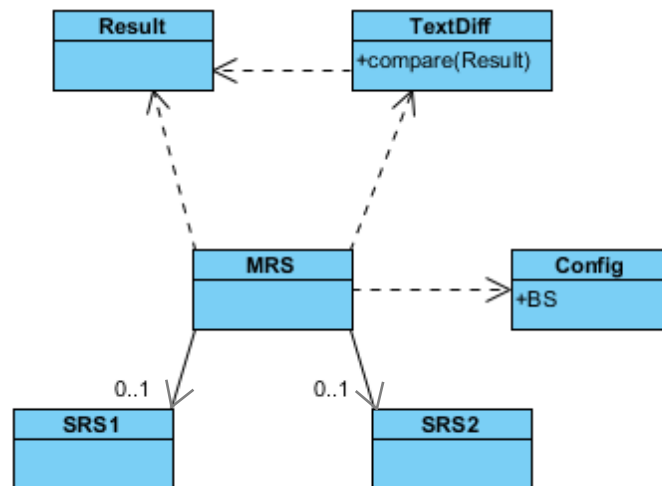 Result
TextDiff
+compare(Result)
MRS
Config
+BS
0..1
0..1
SRS1
SRS2